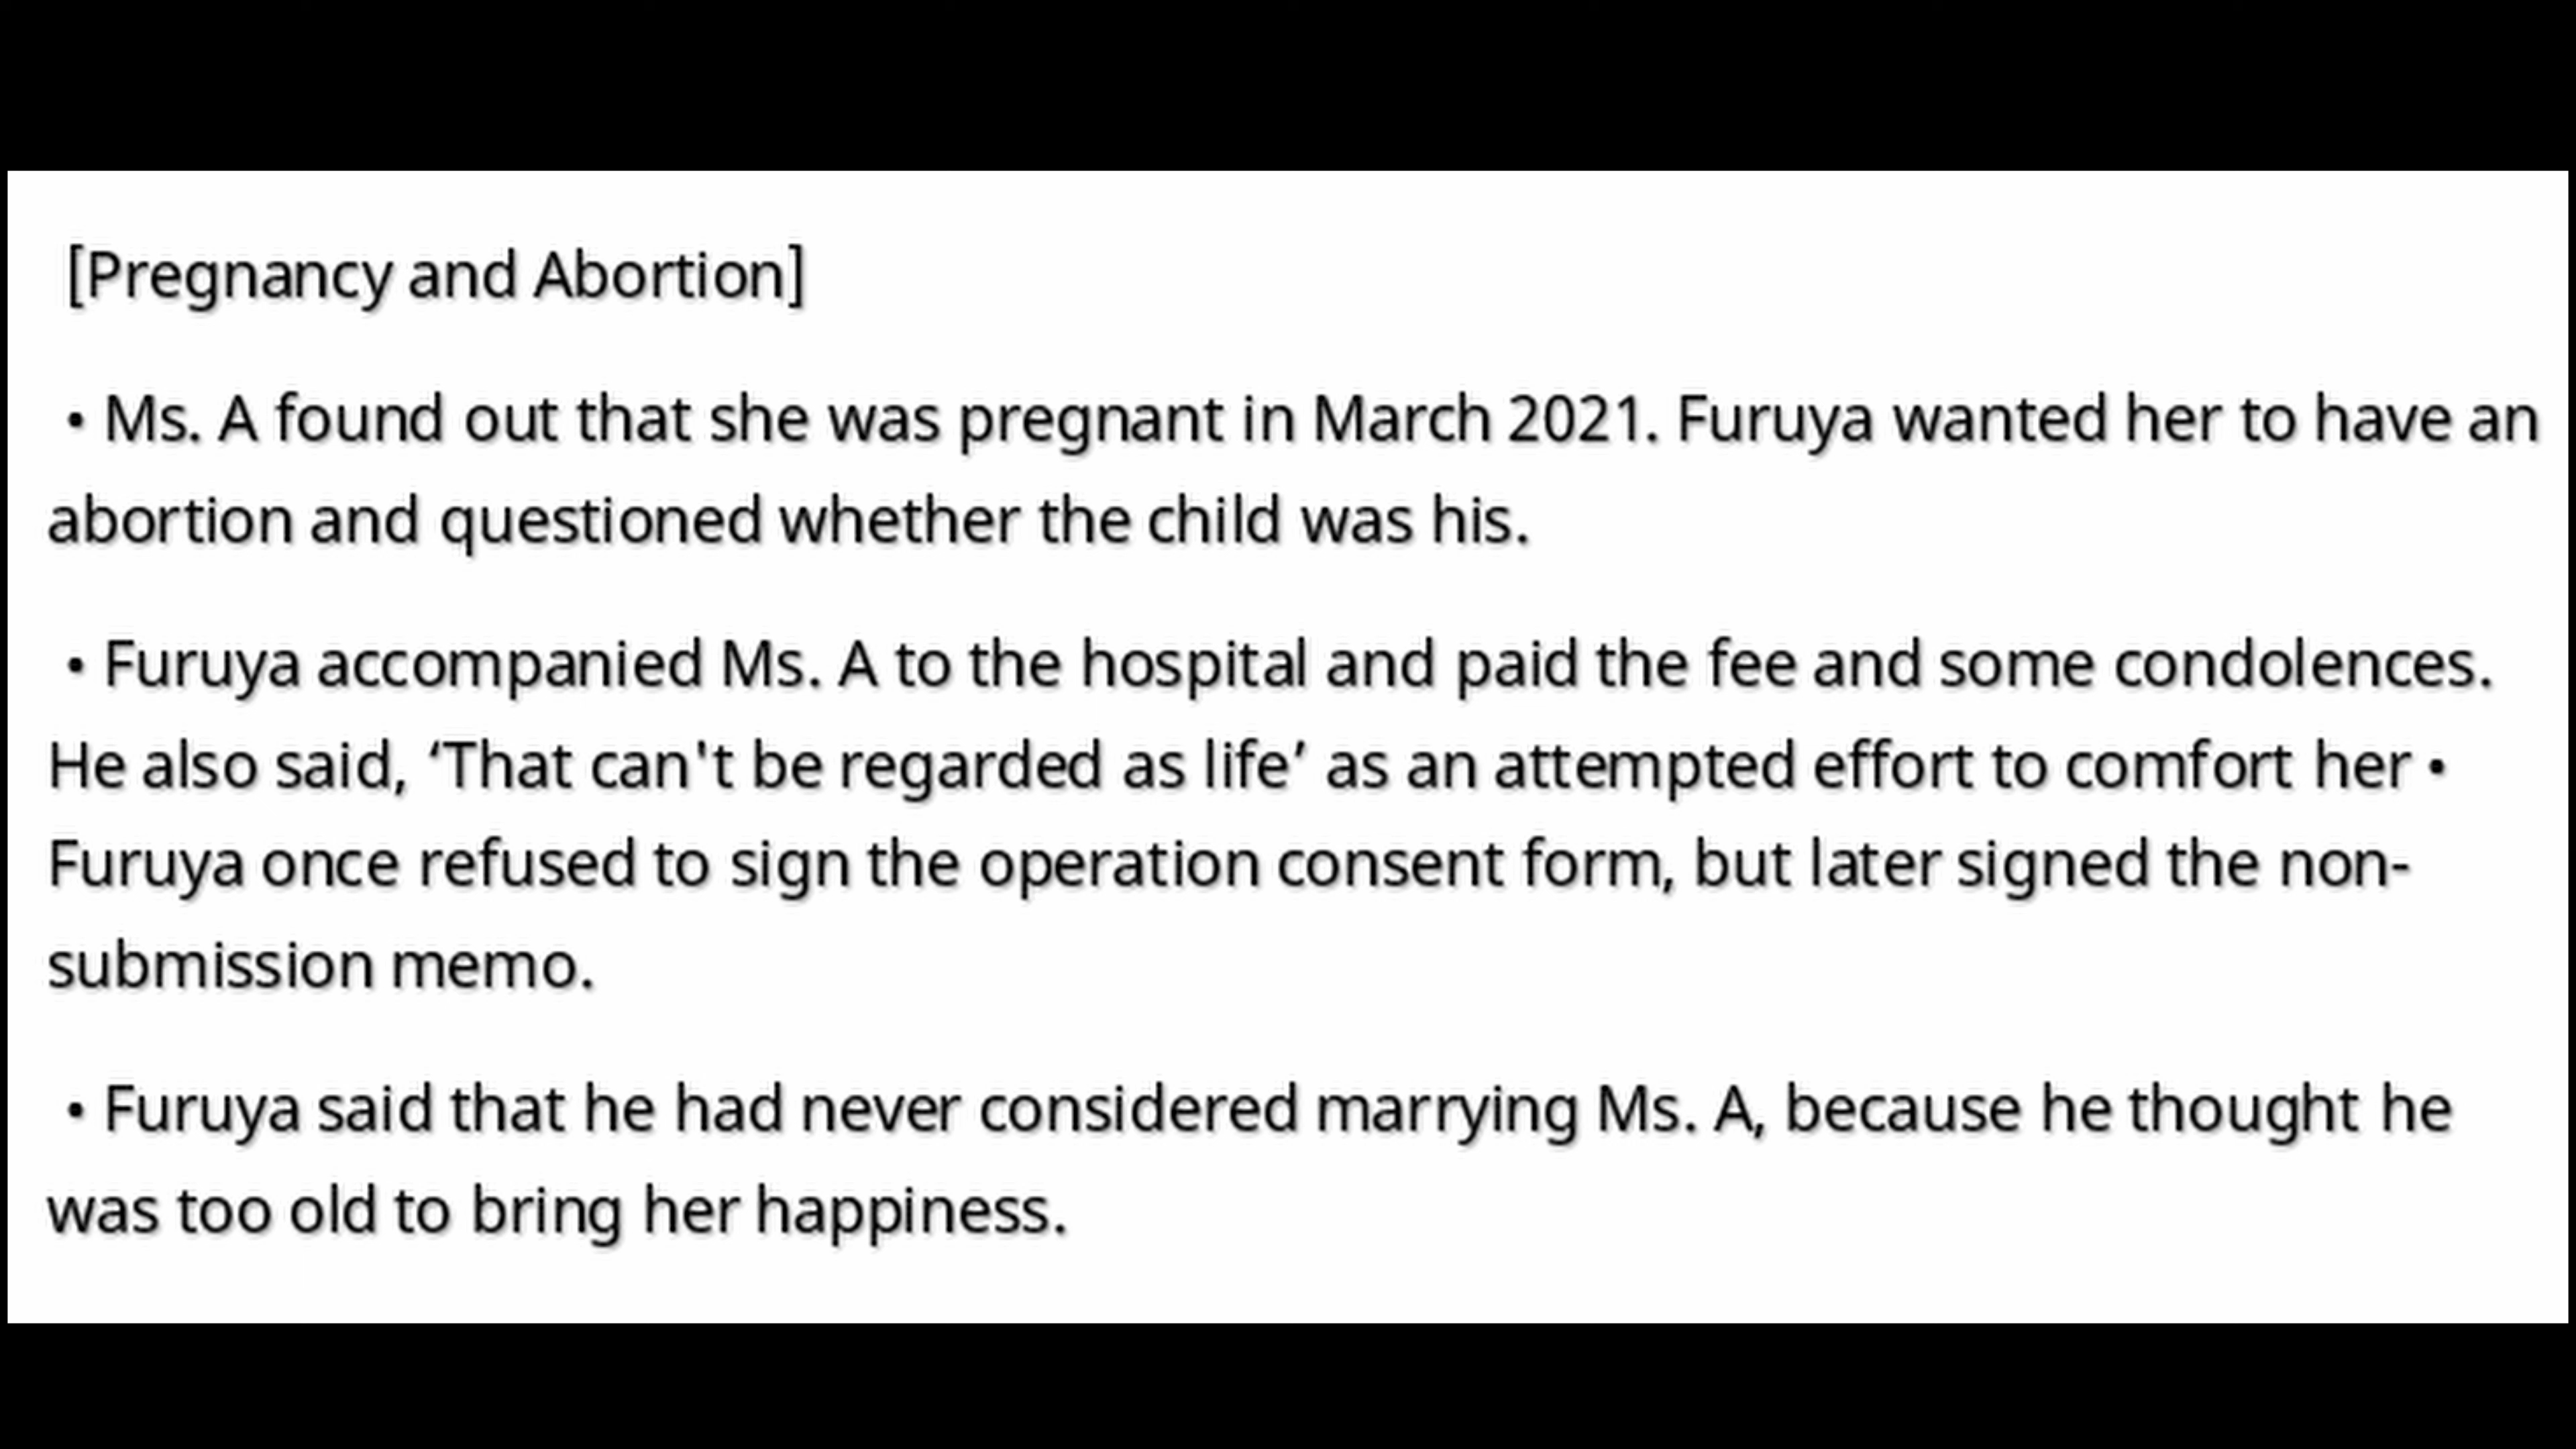 [Pregnancy and Abortion]
• Ms. A found out that she was pregnant in March 2021. Furuya wanted her to have an
abortion and questioned whether the child was his.
• Furuya accompanied Ms. A to the hospital and paid the fee and some condolences.
He also said, ‘That can't be regarded as life’ as an attempted effort to comfort her •
Furuya once refused to sign the operation consent form, but later signed the non-
submission memo.
• Furuya said that he had never considered marrying Ms. A, because he thought he
was too old to bring her happiness.